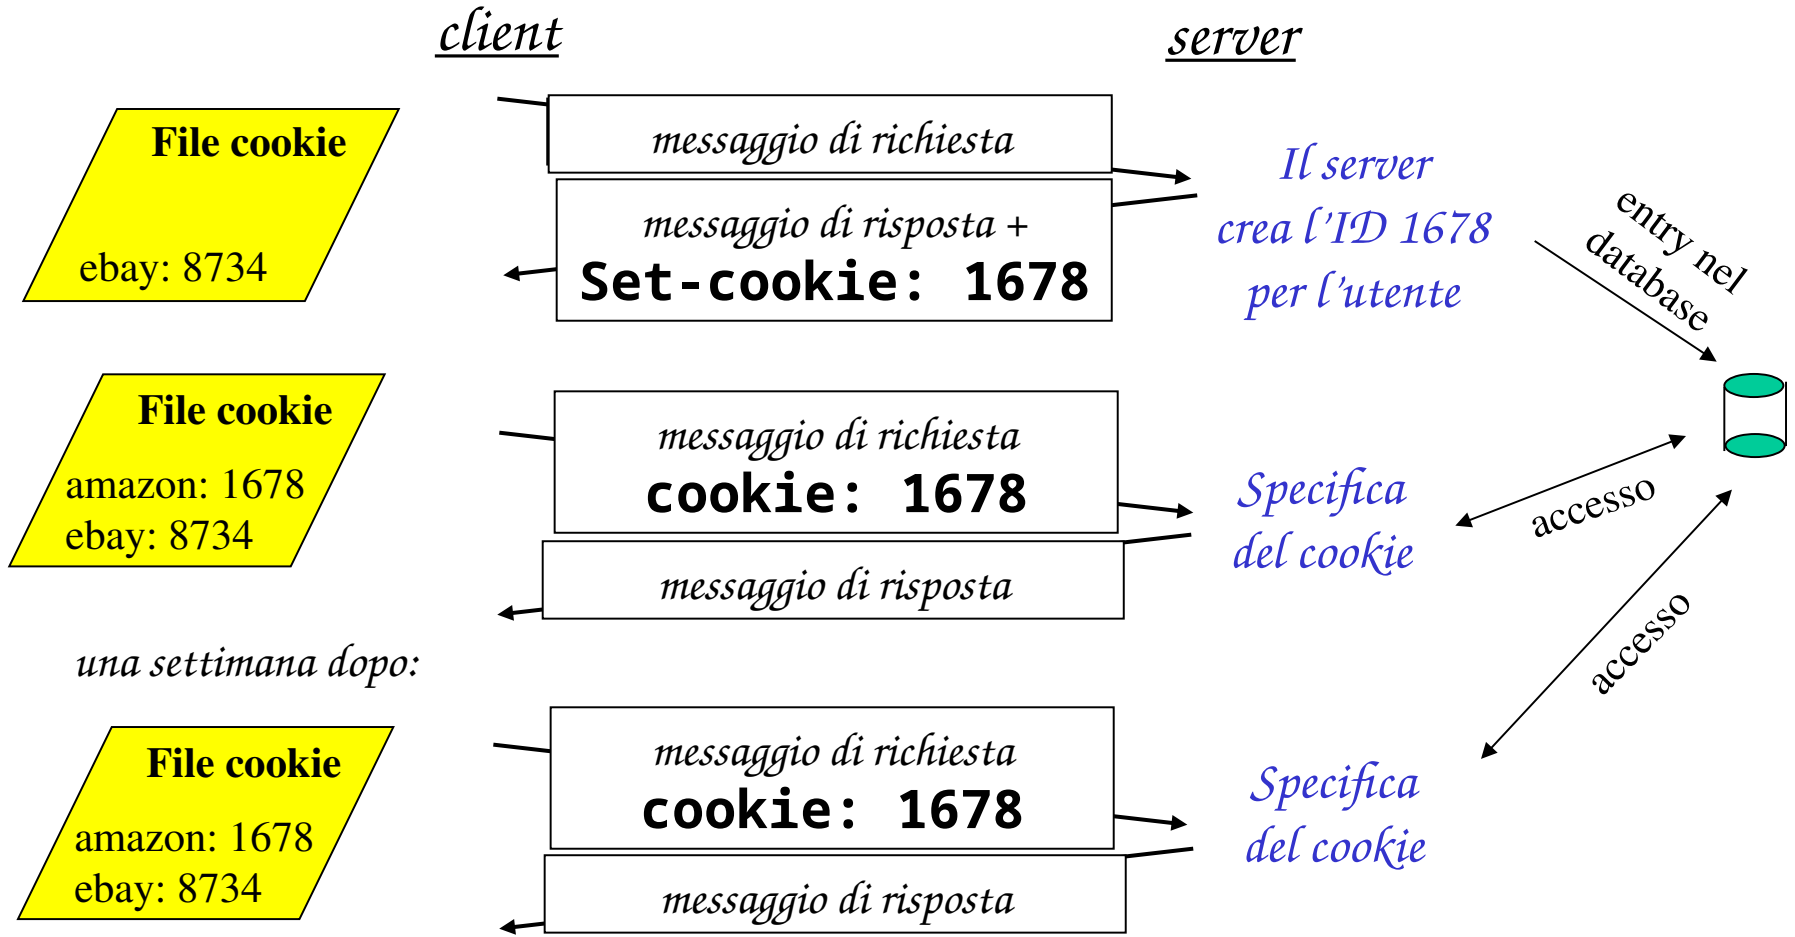 client
server
File cookie
ebay: 8734
messaggio di richiesta
messaggio di risposta +
Set-cookie: 1678
Il server
crea l'ID 1678
per l'utente
entry nel
database
File cookie
amazon: 1678
ebay: 8734
messaggio di richiesta
cookie: 1678
messaggio di risposta
Specifica
del cookie
accesso
accesso
una settimana dopo:
File cookie
amazon: 1678
ebay: 8734
messaggio di richiesta
cookie: 1678
messaggio di risposta
Specifica
del cookie